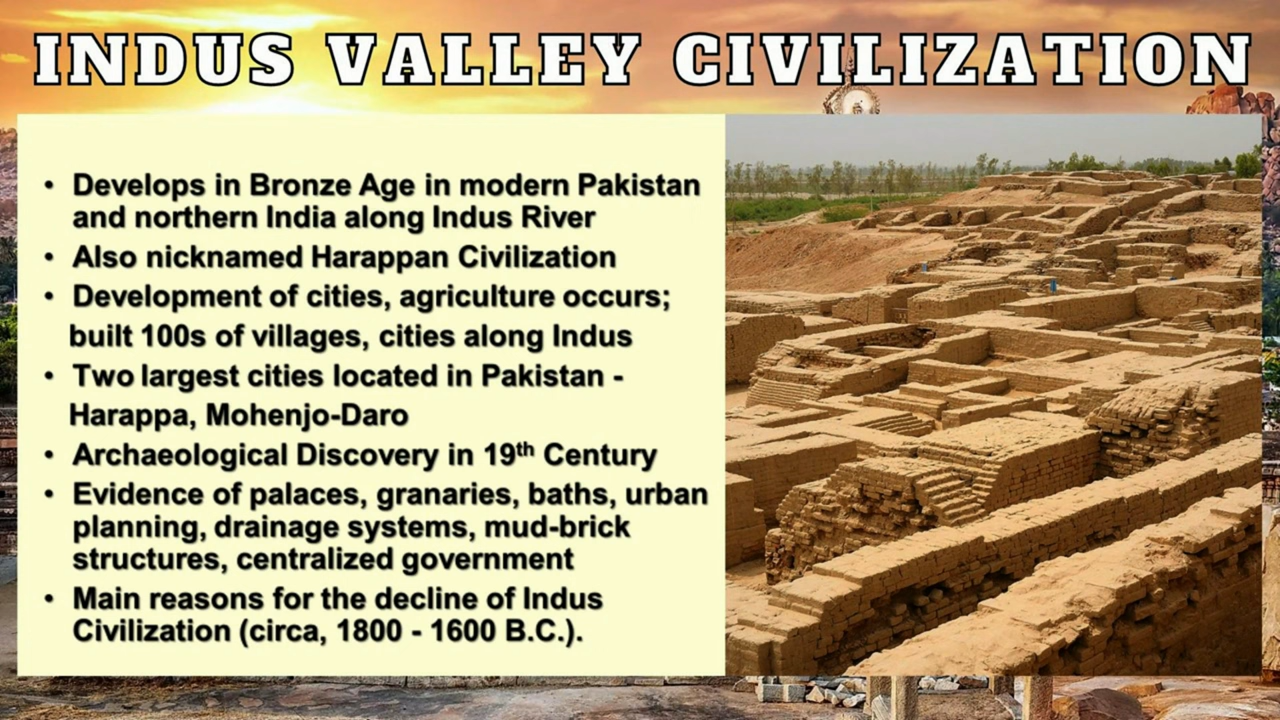 INDUS VALLEY CIVILIZATION
• Develops in Bronze Age in modern Pakistan
and northern India along Indus River
• Also nicknamed Harappan Civilization
• Development of cities, agriculture occurs;
built 100s of villages, cities along Indus
• Two largest cities located in Pakistan -
Harappa, Mohenjo-Daro
• Archaeological Discovery in 19th Century
• Evidence of palaces, granaries, baths, urban
planning, drainage systems, mud-brick
structures, centralized government
• Main reasons for the decline of Indus
Civilization (circa, 1800 - 1600 B.C.).